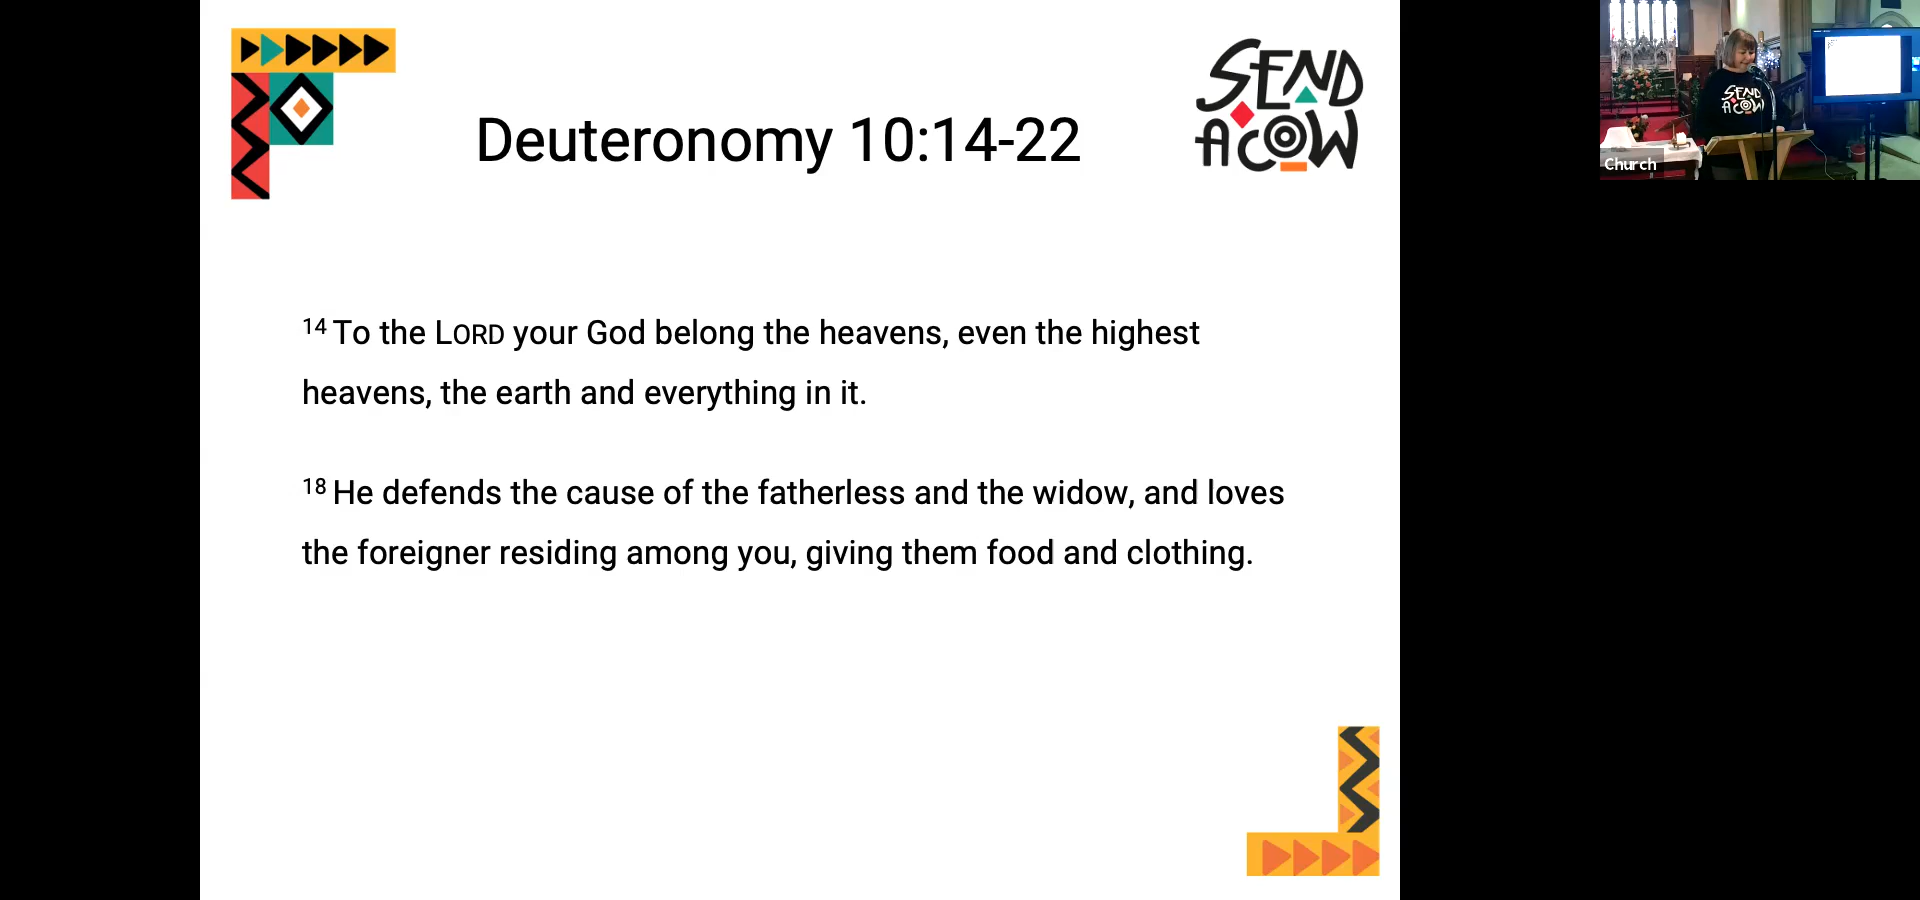 Deuteronomy 10:14-22
SEND
A COW
14 To the LORD your God belong the heavens, even the highest
heavens, the earth and everything in it.
18 He defends the cause of the fatherless and the widow, and loves
the foreigner residing among you, giving them food and clothing.
SEND
A COW
Church